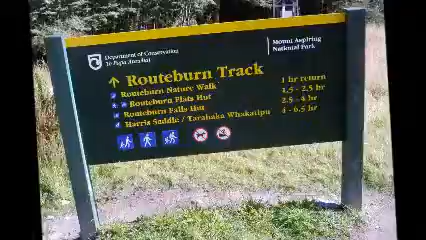 Department of Conservation
Te Papa Atawhai
Mount Aspiring
National Park
Routeburn Track
Routeburn Nature Walk 1 hr return
Routeburn Flats Hut 1.5 - 2.5 hr
Routeburn Falls Hut 2.5 - 4 hr
Harris Saddle / Tarahaka Whakatipu 4 - 6.5 hr